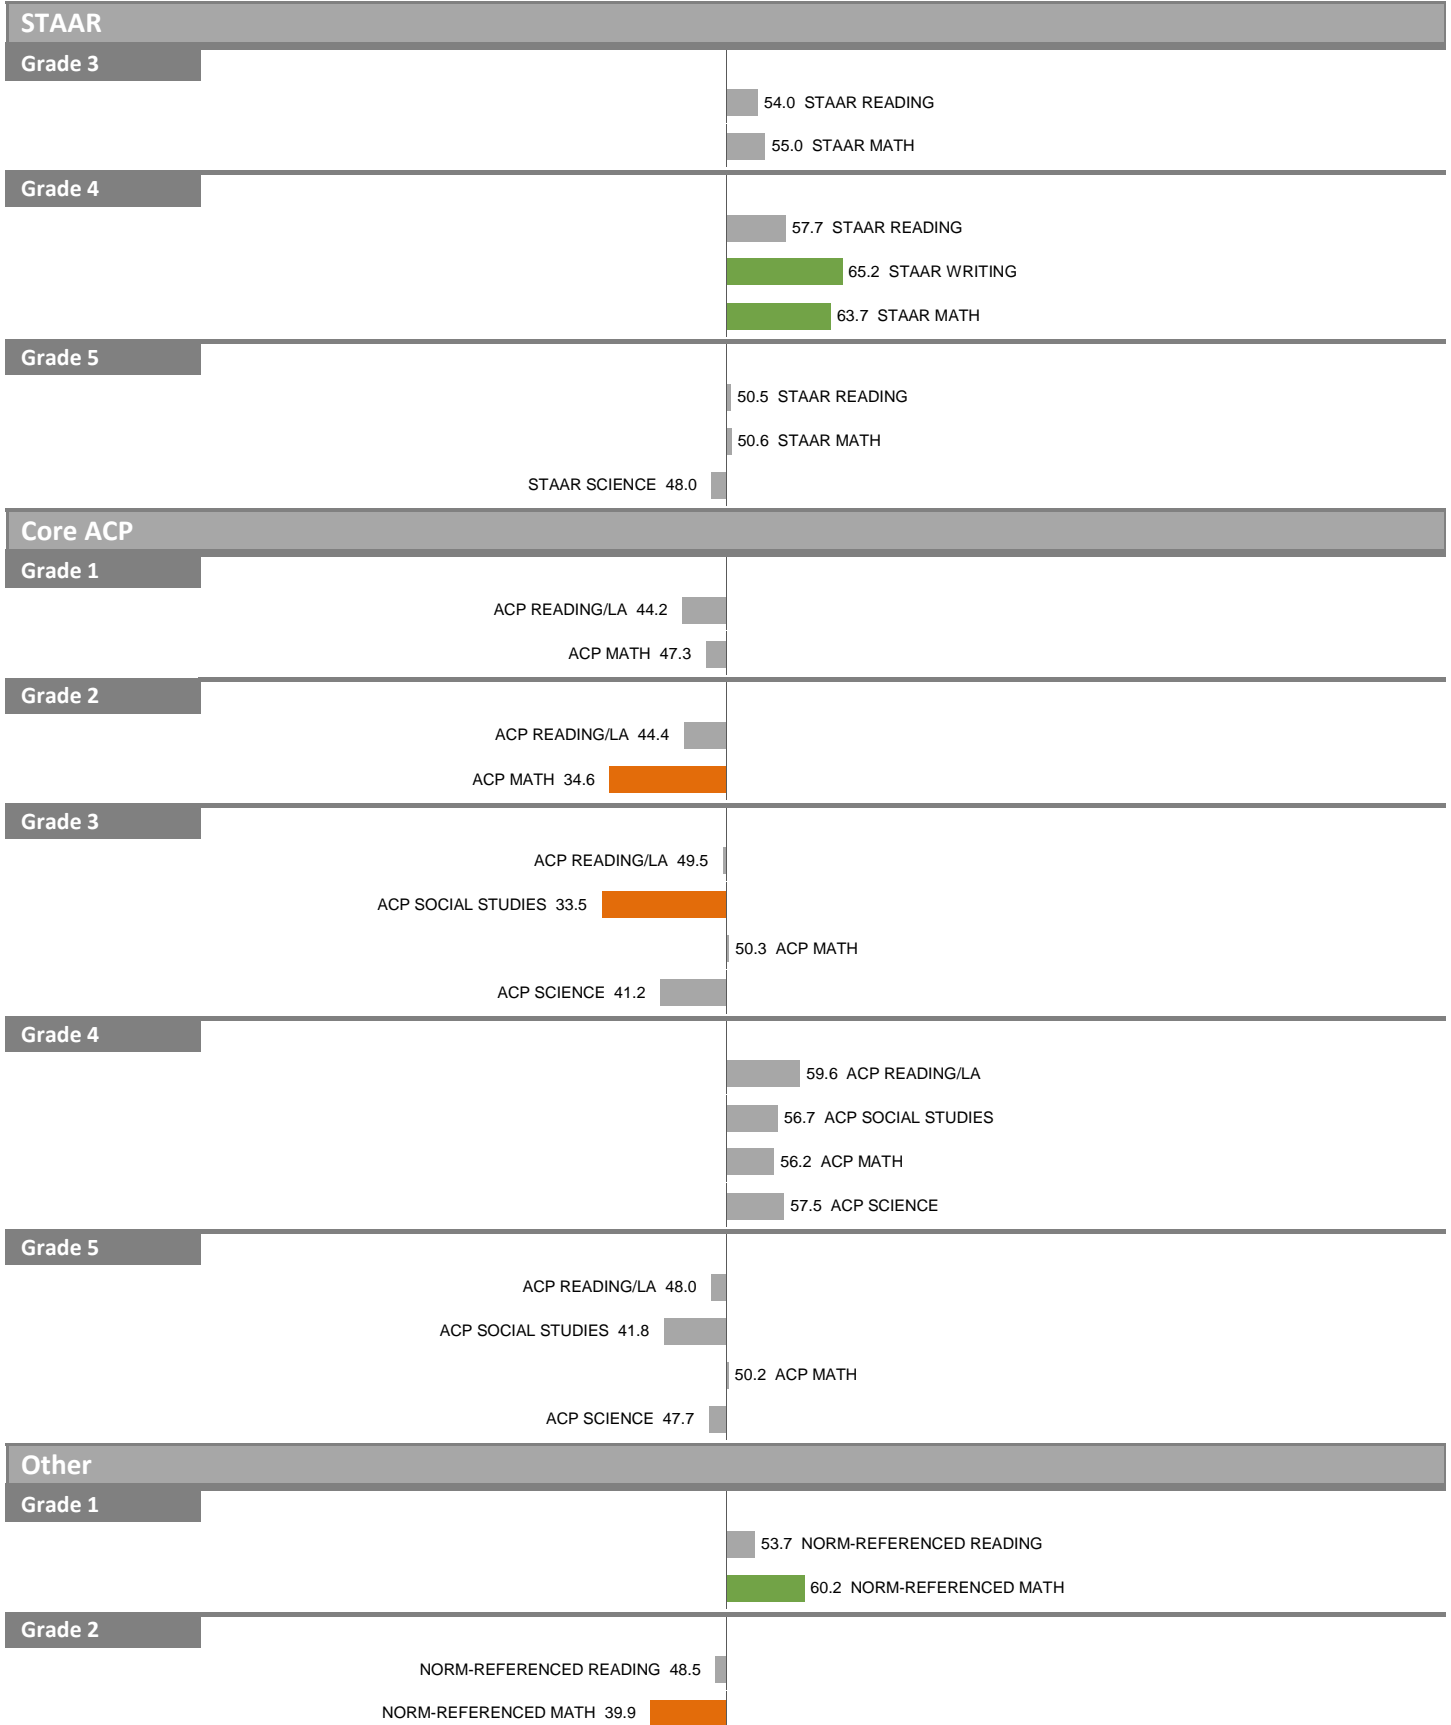 STAAR
Grade 3
54.0 STAAR READING
55.0 STAAR MATH
Grade 4
57.7 STAAR READING
65.2 STAAR WRITING
63.7 STAAR MATH
Grade 5
50.5 STAAR READING
50.6 STAAR MATH
STAAR SCIENCE 48.0
Core ACP
Grade 1
ACP READING/LA 44.2
ACP MATH 47.3
Grade 2
ACP READING/LA 44.4
ACP MATH 34.6
Grade 3
ACP READING/LA 49.5
ACP SOCIAL STUDIES 33.5
50.3 ACP MATH
ACP SCIENCE 41.2
Grade 4
59.6 ACP READING/LA
56.7 ACP SOCIAL STUDIES
56.2 ACP MATH
57.5 ACP SCIENCE
Grade 5
ACP READING/LA 48.0
ACP SOCIAL STUDIES 41.8
50.2 ACP MATH
ACP SCIENCE 47.7
Other
Grade 1
53.7 NORM-REFERENCED READING
60.2 NORM-REFERENCED MATH
Grade 2
NORM-REFERENCED READING 48.5
NORM-REFERENCED MATH 39.9